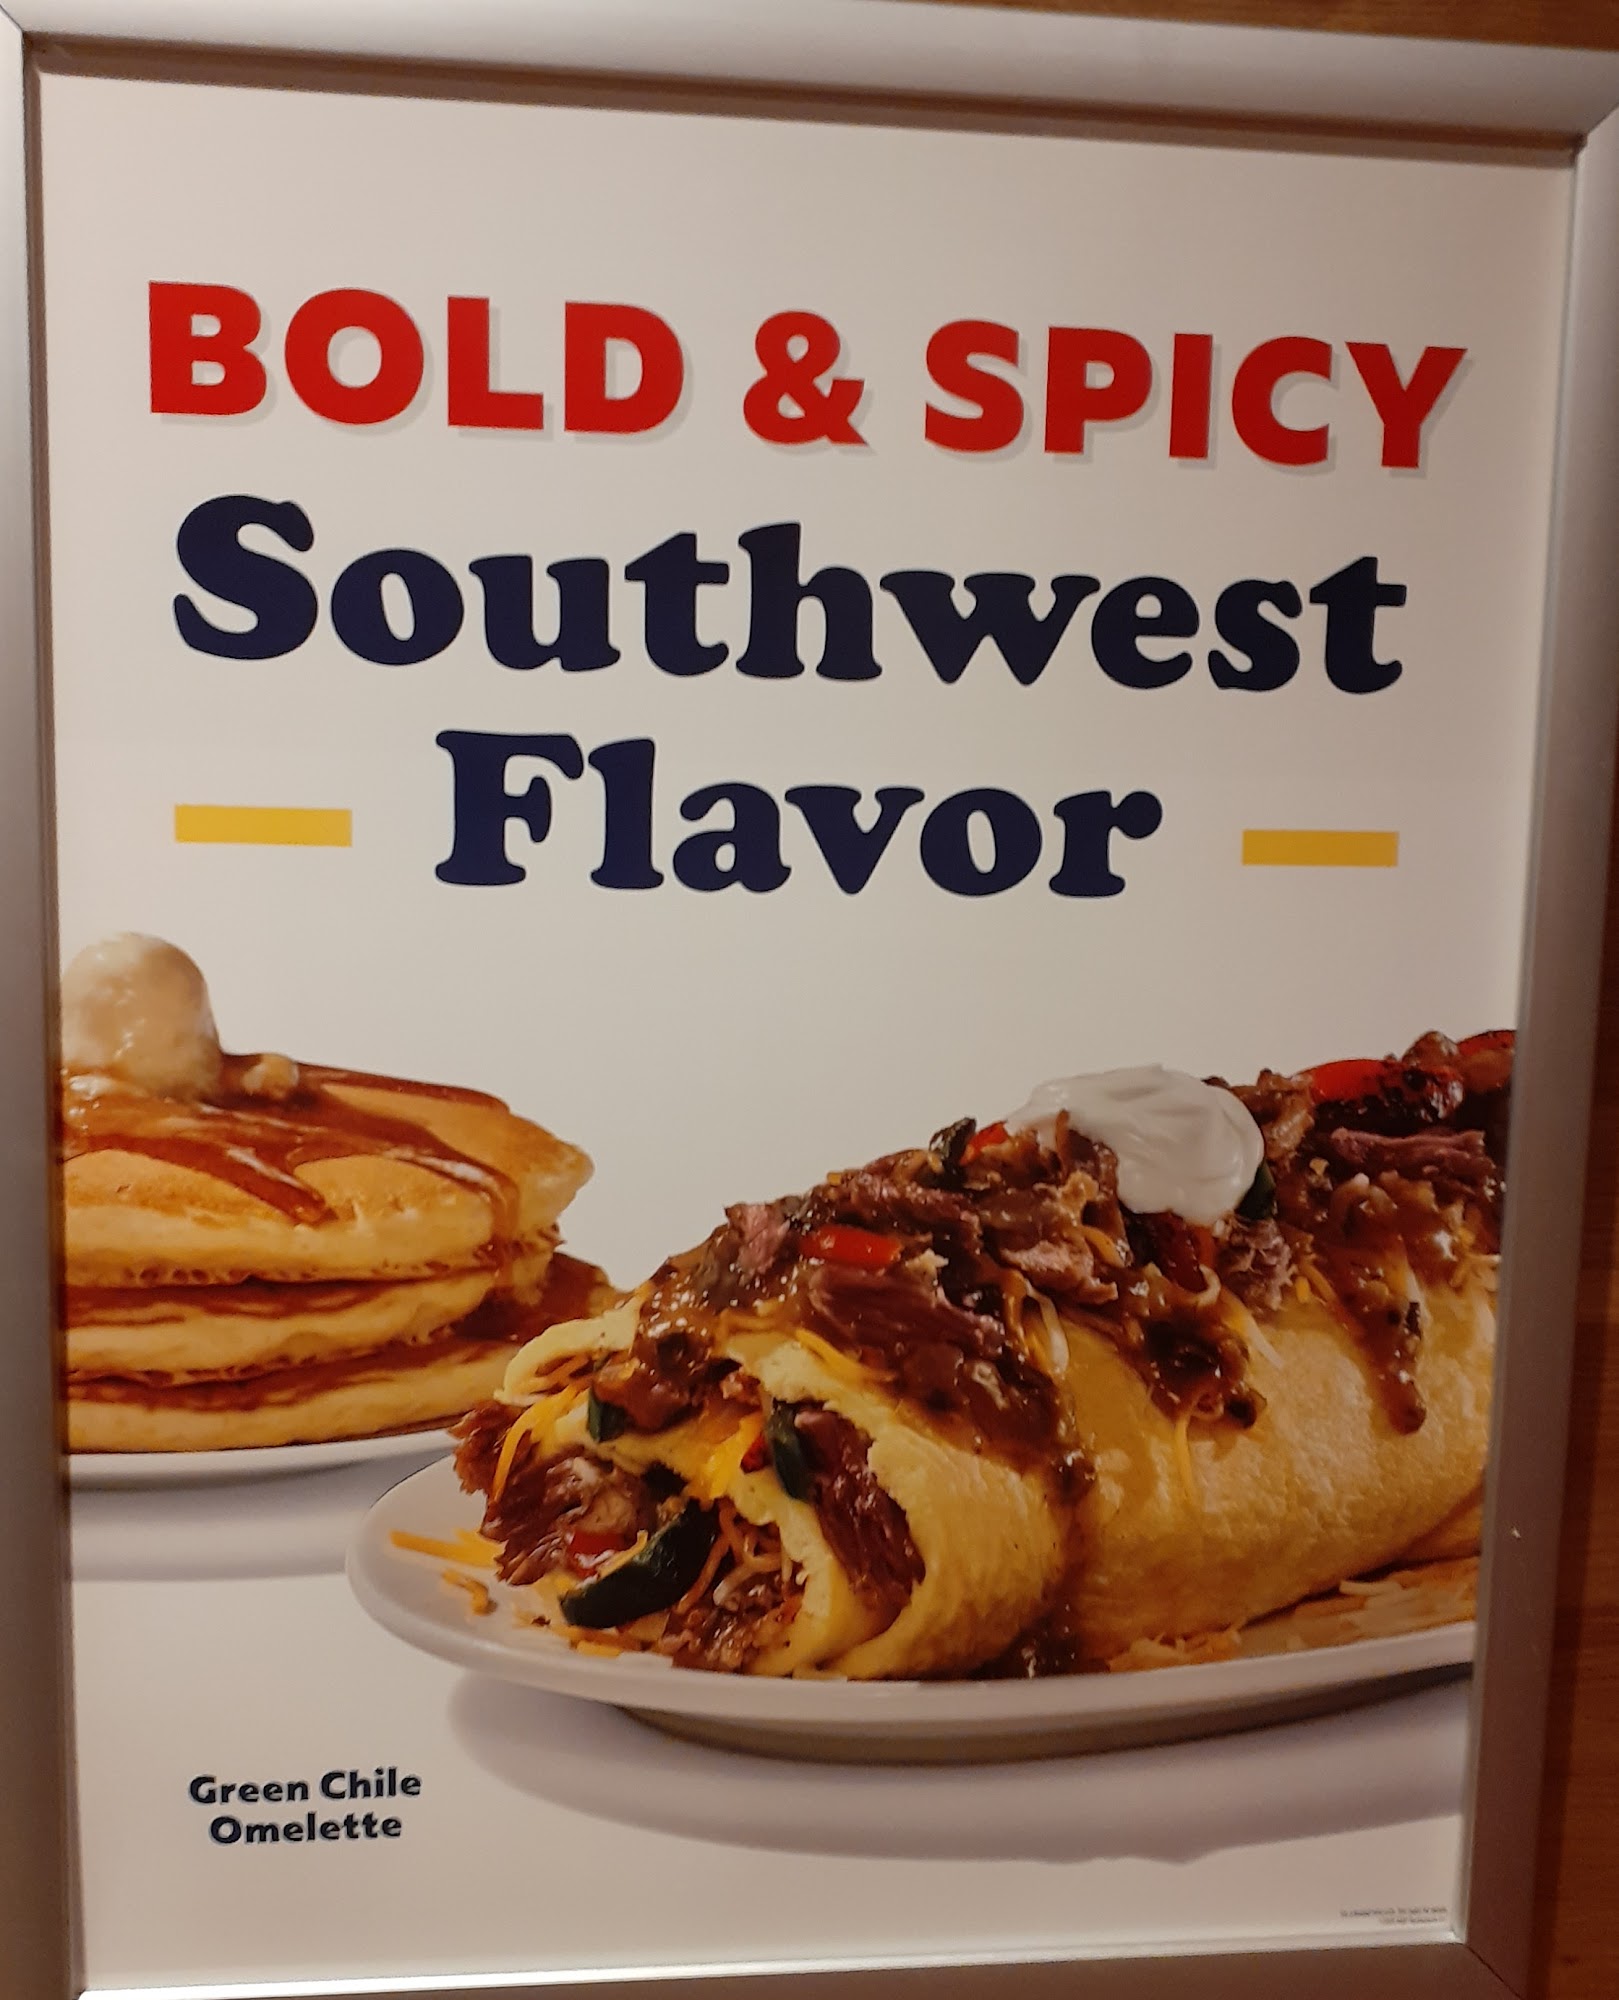 BOLD & SPICY
Southwest
Flavor
Green Chile
Omelette